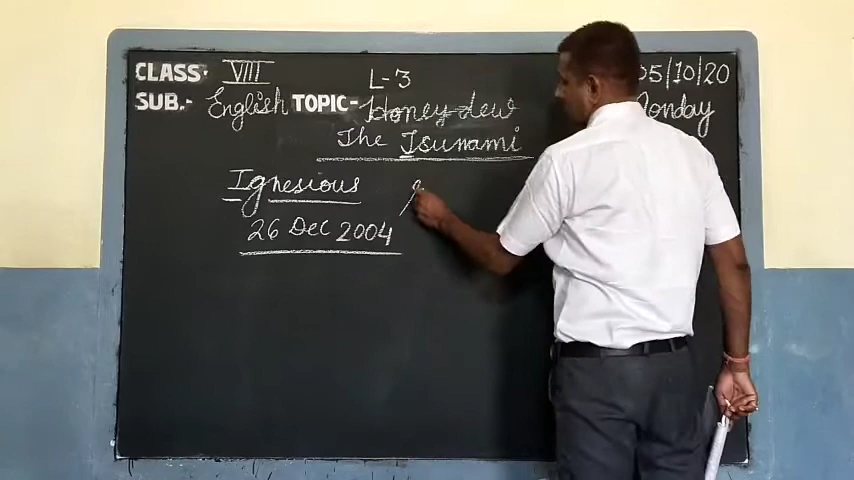 CLASS:- VIII L-3 05/10/20
SUB.- English TOPIC- Honey dew Monday
The Tsunami
Ignesious
26 Dec 2004